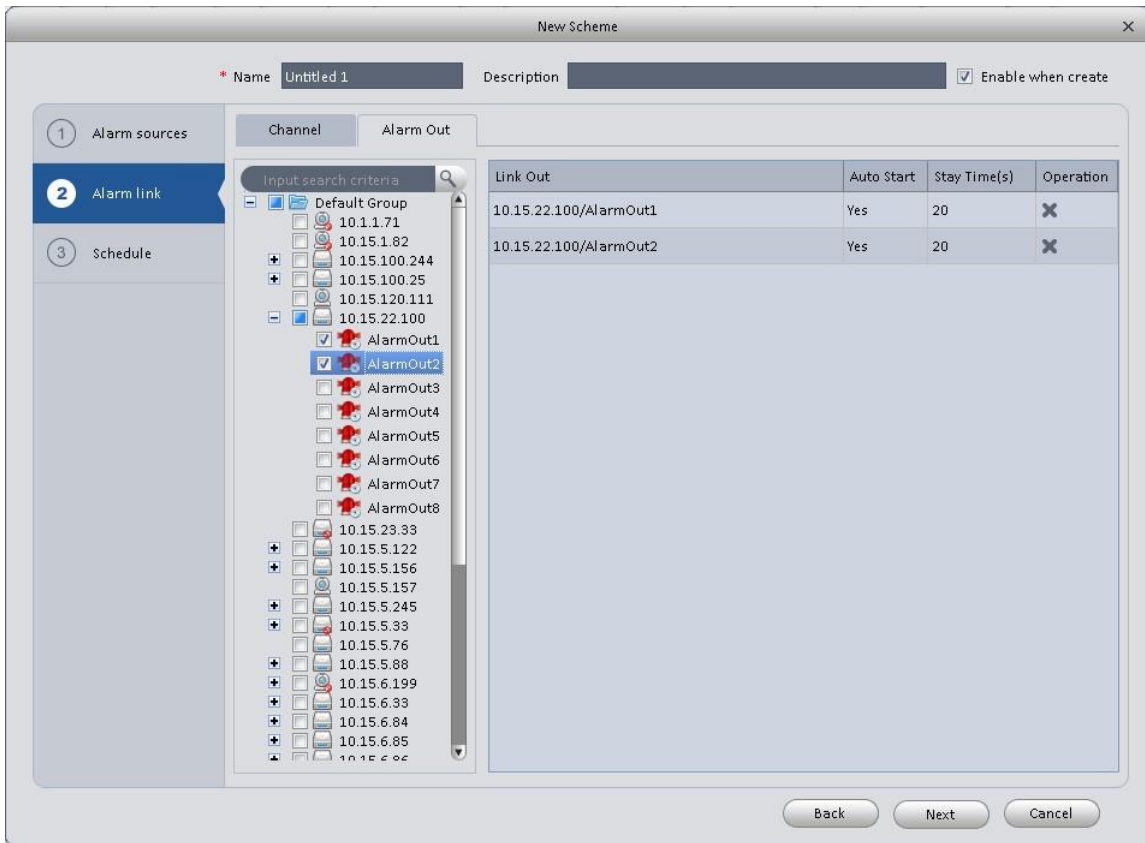 New Scheme
* Name Untitled 1 Description Enable when create
1 Alarm sources
2 Alarm link
3 Schedule
Channel Alarm Out
Input search criteria
Default Group
10.1.1.71
10.15.1.82
10.15.100.244
10.15.100.25
10.15.120.111
10.15.22.100
AlarmOut1
AlarmOut2
AlarmOut3
AlarmOut4
AlarmOut5
AlarmOut6
AlarmOut7
AlarmOut8
10.15.23.33
10.15.5.122
10.15.5.156
10.15.5.157
10.15.5.245
10.15.5.33
10.15.5.76
10.15.5.88
10.15.6.199
10.15.6.33
10.15.6.84
10.15.6.85
10.15.6.86
Link Out Auto Start Stay Time(s) Operation
10.15.22.100/AlarmOut1 Yes 20
10.15.22.100/AlarmOut2 Yes 20
Back Next Cancel